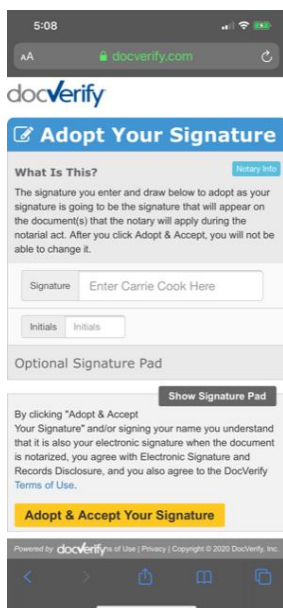 5:08
AA docverify.com
docverify
Adopt Your Signature
What Is This?
Notary Info
The signature you enter and draw below to adopt as your
signature is going to be the signature that will appear on
the document(s) that the notary will apply during the
notarial act. After you click Adopt & Accept, you will not be
able to change it.
Signature Enter Carrie Cook Here
Initials Initials
Optional Signature Pad
Show Signature Pad
By clicking "Adopt & Accept
Your Signature" and/or signing your name you understand
that it is also your electronic signature when the document
is notarized, you agree with Electronic Signature and
Records Disclosure, and you also agree to the DocVerify
Terms of Use.
Adopt & Accept Your Signature
Powered by docverify of Use | Privacy | Copyright © 2020 DocVerify, Inc.